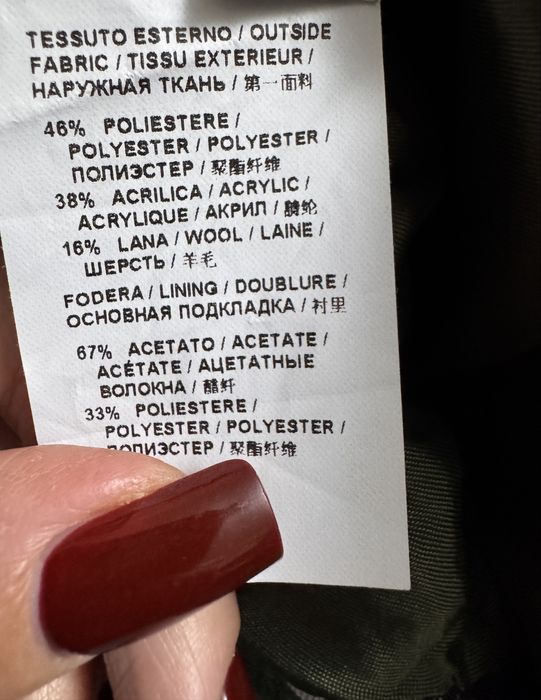 TESSUTO ESTERNO / OUTSIDE
FABRIC / TISSU EXTERIEUR /
НАРУЖНАЯ ТКАНЬ / 第一面料
46% POLIESTERE /
POLYESTER / POLYESTER /
ПОЛИЭСТЕР / 聚酯纤维
38% ACRILICA / ACRYLIC /
ACRYLIQUE / АКРИЛ / 腈纶
16% LANA / WOOL / LAINE /
ШЕРСТЬ / 羊毛
FODERA / LINING / DOUBLURE /
ОСНОВНАЯ ПОДКЛАДКА / 衬里
67% ACETATO / ACETATE /
ACÉTATE / АЦЕТАТНЫЕ
ВОЛОКНА / 醋纤
33% POLIESTERE /
POLYESTER / POLYESTER /
ПОЛИЭСТЕР / 聚酯纤维